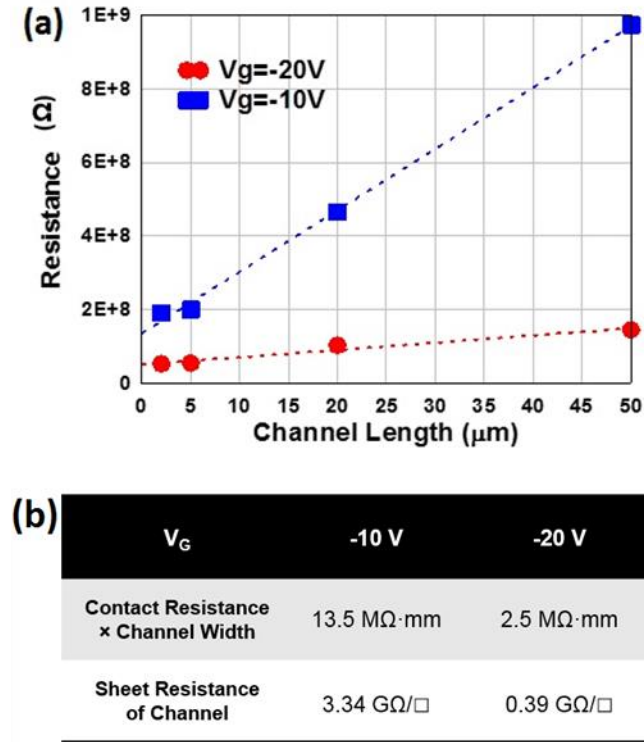 (a)
1E+9
8E+8
6E+8
4E+8
2E+8
0
Resistance (Ω)
Vg=-20V
Vg=-10V
0 5 10 15 20 25 30 35 40 45 50
Channel Length (μm)
(b)
V_G -10 V -20 V
Contact Resistance
× Channel Width 13.5 MΩ·mm 2.5 MΩ·mm
Sheet Resistance
of Channel 3.34 GΩ/□ 0.39 GΩ/□